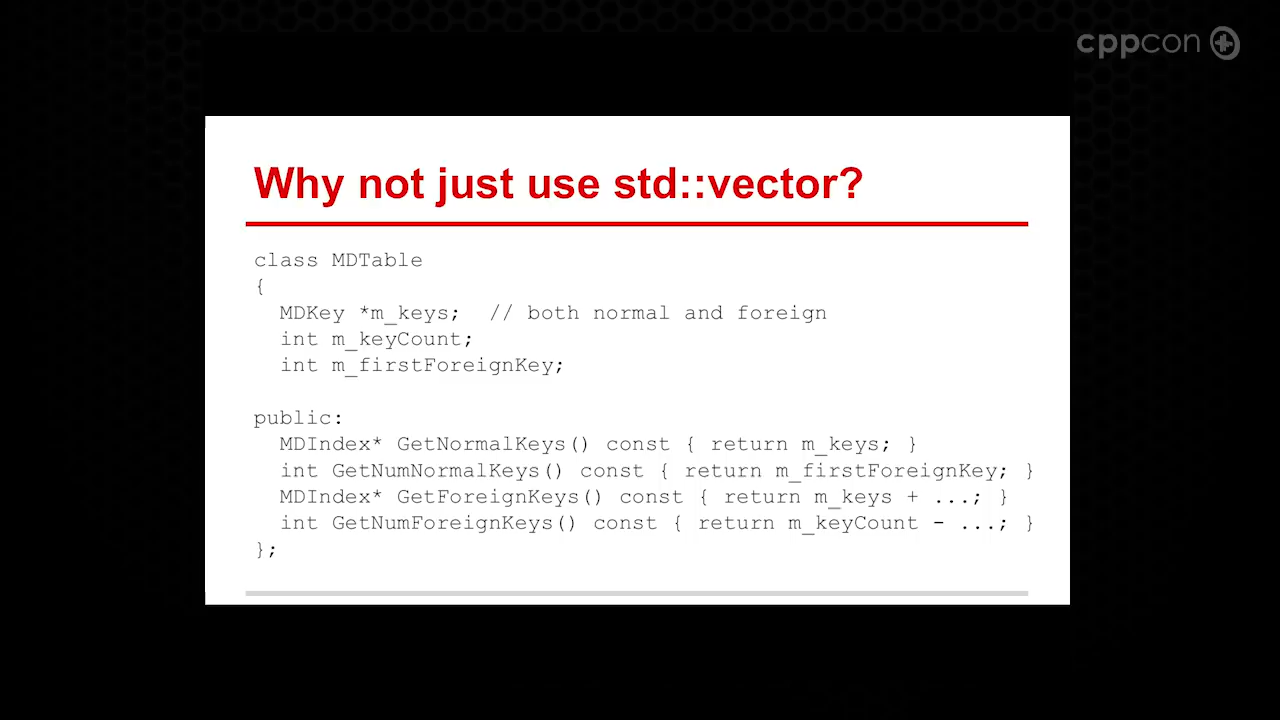 cppcon
Why not just use std::vector?
class MDTable
{
  MDKey *m_keys;  // both normal and foreign
  int m_keyCount;
  int m_firstForeignKey;
public:
  MDIndex* GetNormalKeys() const { return m_keys; }
  int GetNumNormalKeys() const { return m_firstForeignKey; }
  MDIndex* GetForeignKeys() const { return m_keys + ...; }
  int GetNumForeignKeys() const { return m_keyCount - ...; }
};